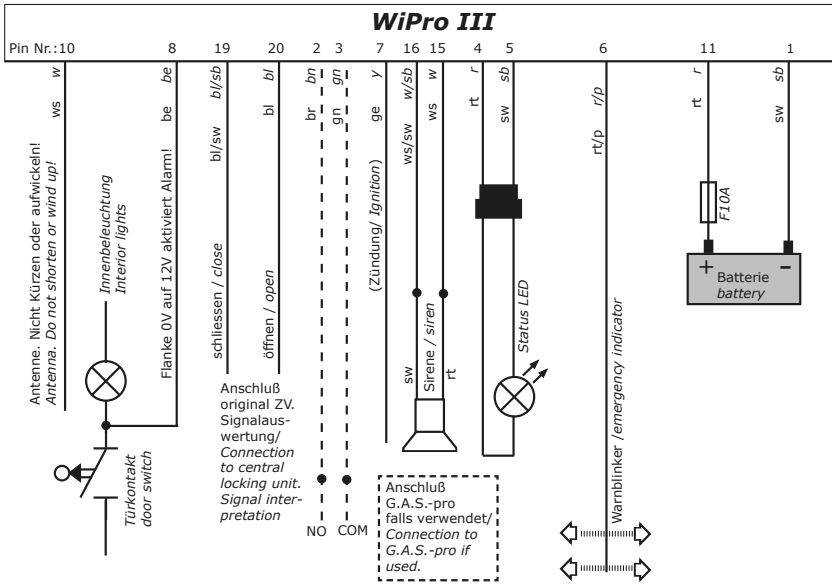 WiPro III
Pin Nr.:10 8 19 20 2 3 7 16 15 4 5 6 11 1
ws w
be be
bl/sw bl/sb
bl bl
br bn
gn gn
ge y
ws/sw w/sb
ws w
rt r
sw sb
rt/p r/p
rt r
sw sb
Antenne. Nicht Kürzen oder aufwickeln!
Antenna. Do not shorten or wind up!
Innenbeleuchtung
Interior lights
Flanke 0V auf 12V aktiviert Alarm!
schliessen / close
öffnen / open
(Zündung/ Ignition)
sw
Sirene / siren
rt
Status LED
Warnblinker /emergency indicator
F10A
+ -
Batterie
battery
Türkontakt
door switch
Anschluß
original ZV.
Signalaus-
wertung/
Connection
to central
locking unit.
Signal inter-
pretation
NO COM
Anschluß
G.A.S.-pro
falls verwendet/
Connection to
G.A.S.-pro if
used.